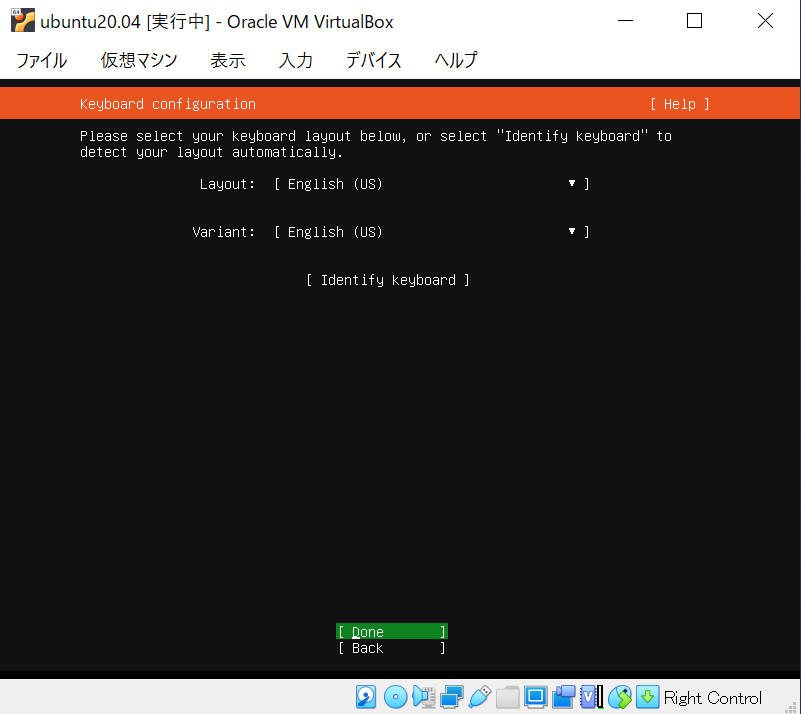 ubuntu20.04 [実行中] - Oracle VM VirtualBox
ファイル 仮想マシン 表示 入力 デバイス ヘルプ
Keyboard configuration [ Help ]
Please select your keyboard layout below, or select "Identify keyboard" to
detect your layout automatically.
Layout: [ English (US) ▼ ]
Variant: [ English (US) ▼ ]
[ Identify keyboard ]
[ Done ]
[ Back ]
Right Control